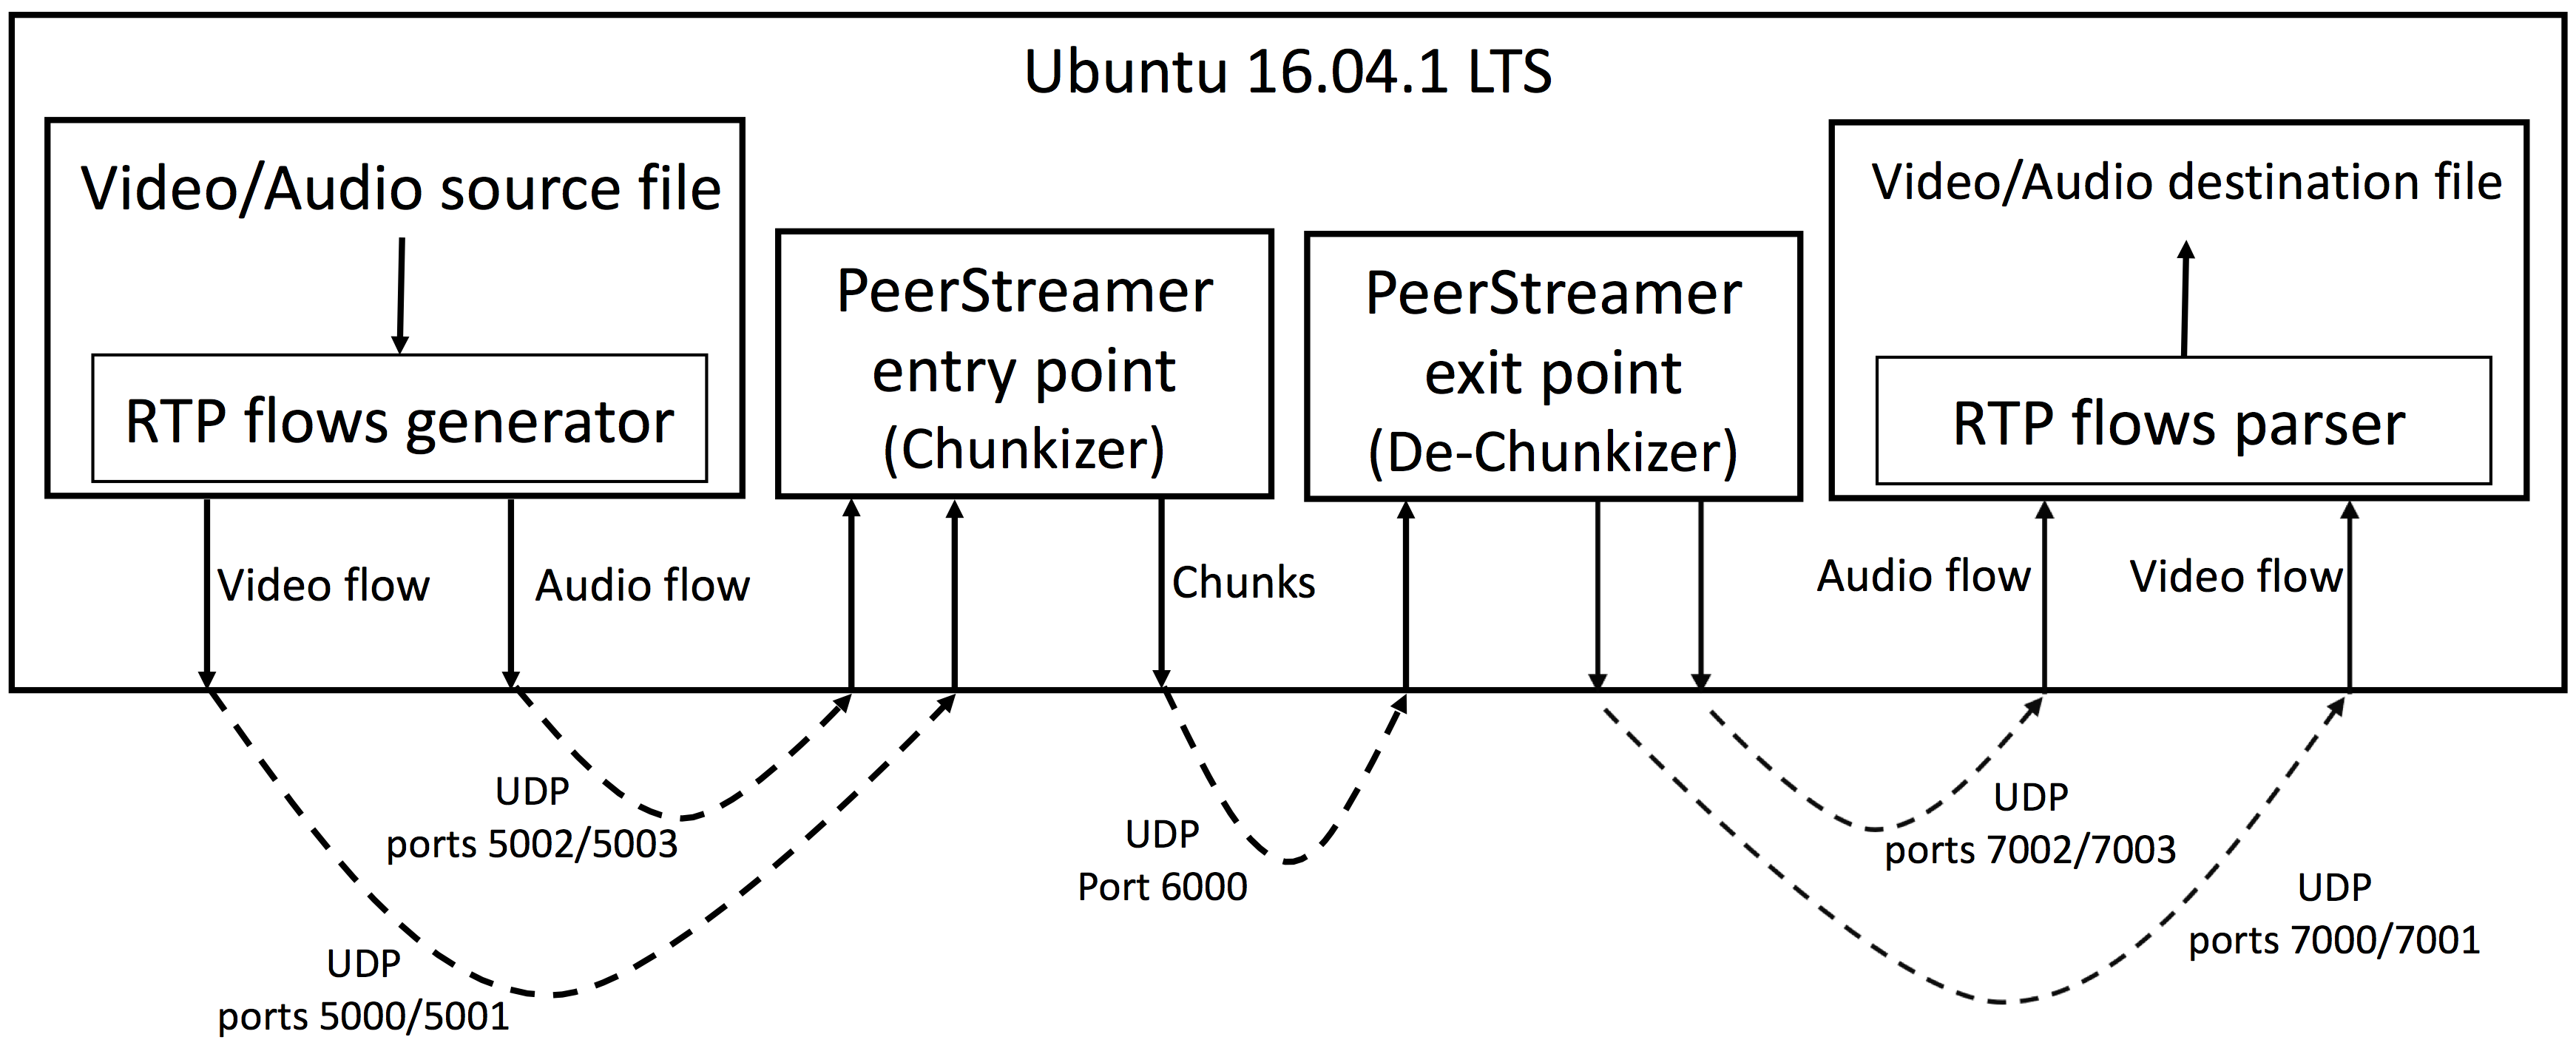 Ubuntu 16.04.1 LTS
Video/Audio source file
RTP flows generator
PeerStreamer
entry point
(Chunkizer)
PeerStreamer
exit point
(De-Chunkizer)
Video/Audio destination file
RTP flows parser
Video flow
Audio flow
Chunks
Audio flow
Video flow
UDP
ports 5002/5003
UDP
ports 5000/5001
UDP
Port 6000
UDP
ports 7002/7003
UDP
ports 7000/7001